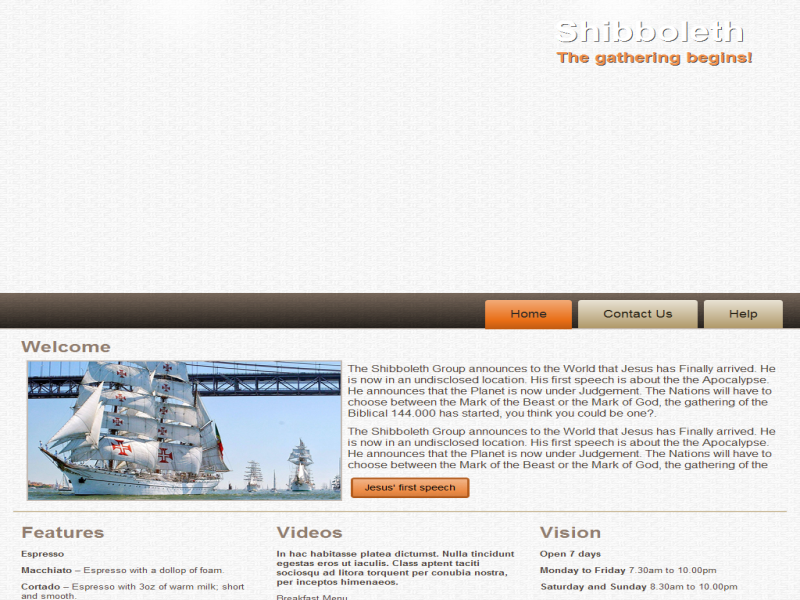 Shibboleth
The gathering begins!
Home
Contact Us
Help
Welcome
The Shibboleth Group announces to the World that Jesus has Finally arrived. He
is now in an undisclosed location. His first speech is about the the Apocalypse.
He announces that the Planet is now under Judgement. The Nations will have to
choose between the Mark of the Beast or the Mark of God, the gathering of the
Biblical 144.000 has started, you think you could be one?.
The Shibboleth Group announces to the World that Jesus has Finally arrived. He
is now in an undisclosed location. His first speech is about the the Apocalypse.
He announces that the Planet is now under Judgement. The Nations will have to
choose between the Mark of the Beast or the Mark of God, the gathering of the
Jesus' first speech
Features
Espresso
Macchiato – Espresso with a dollop of foam.
Cortado – Espresso with 3oz of warm milk; short
and smooth.
Videos
In hac habitasse platea dictumst. Nulla tincidunt
egestas eros ut iaculis. Class aptent taciti
sociosqu ad litora torquent per conubia nostra,
per inceptos himenaeos.
Breakfast Menu
Vision
Open 7 days
Monday to Friday 7.30am to 10.00pm
Saturday and Sunday 8.30am to 10.00pm